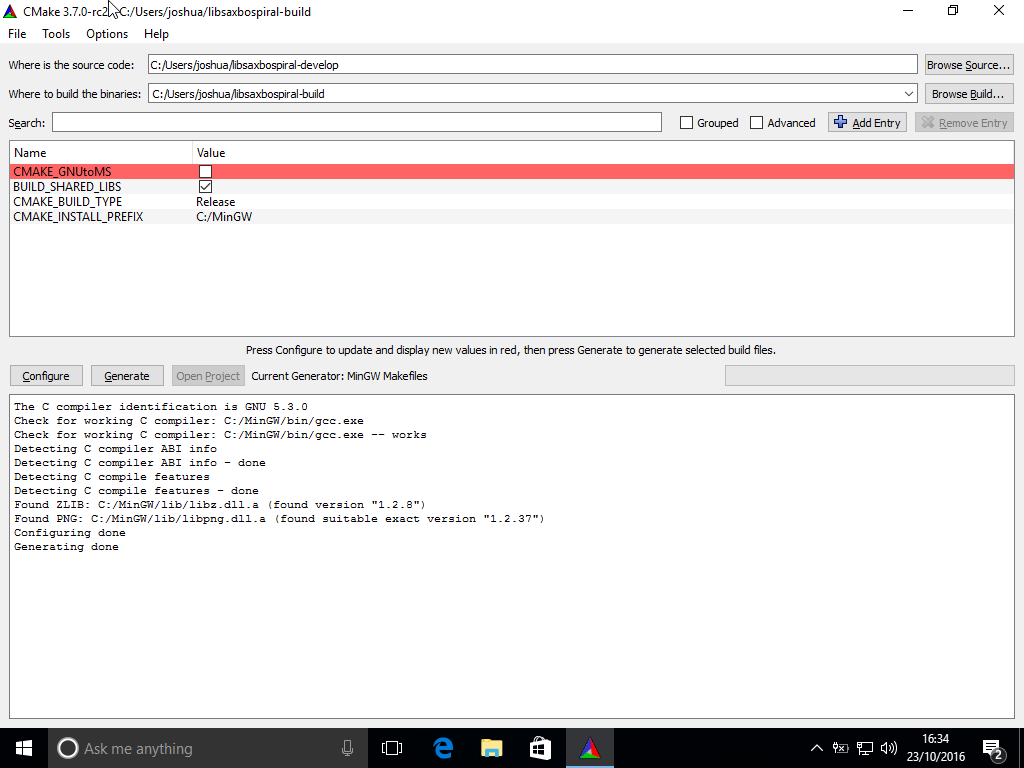 CMake 3.7.0-rc2 - C:/Users/joshua/libsaxbospiral-build
File Tools Options Help
Where is the source code: C:/Users/joshua/libsaxbospiral-develop Browse Source...
Where to build the binaries: C:/Users/joshua/libsaxbospiral-build Browse Build...
Search: Grouped Advanced Add Entry Remove Entry
Name Value
CMAKE_GNUtoMS
BUILD_SHARED_LIBS
CMAKE_BUILD_TYPE Release
CMAKE_INSTALL_PREFIX C:/MinGW
Press Configure to update and display new values in red, then press Generate to generate selected build files.
Configure Generate Open Project Current Generator: MinGW Makefiles
The C compiler identification is GNU 5.3.0
Check for working C compiler: C:/MinGW/bin/gcc.exe
Check for working C compiler: C:/MinGW/bin/gcc.exe -- works
Detecting C compiler ABI info
Detecting C compiler ABI info - done
Detecting C compile features
Detecting C compile features - done
Found ZLIB: C:/MinGW/lib/libz.dll.a (found version "1.2.8")
Found PNG: C:/MinGW/lib/libpng.dll.a (found suitable exact version "1.2.37")
Configuring done
Generating done
Ask me anything
16:34
23/10/2016
2